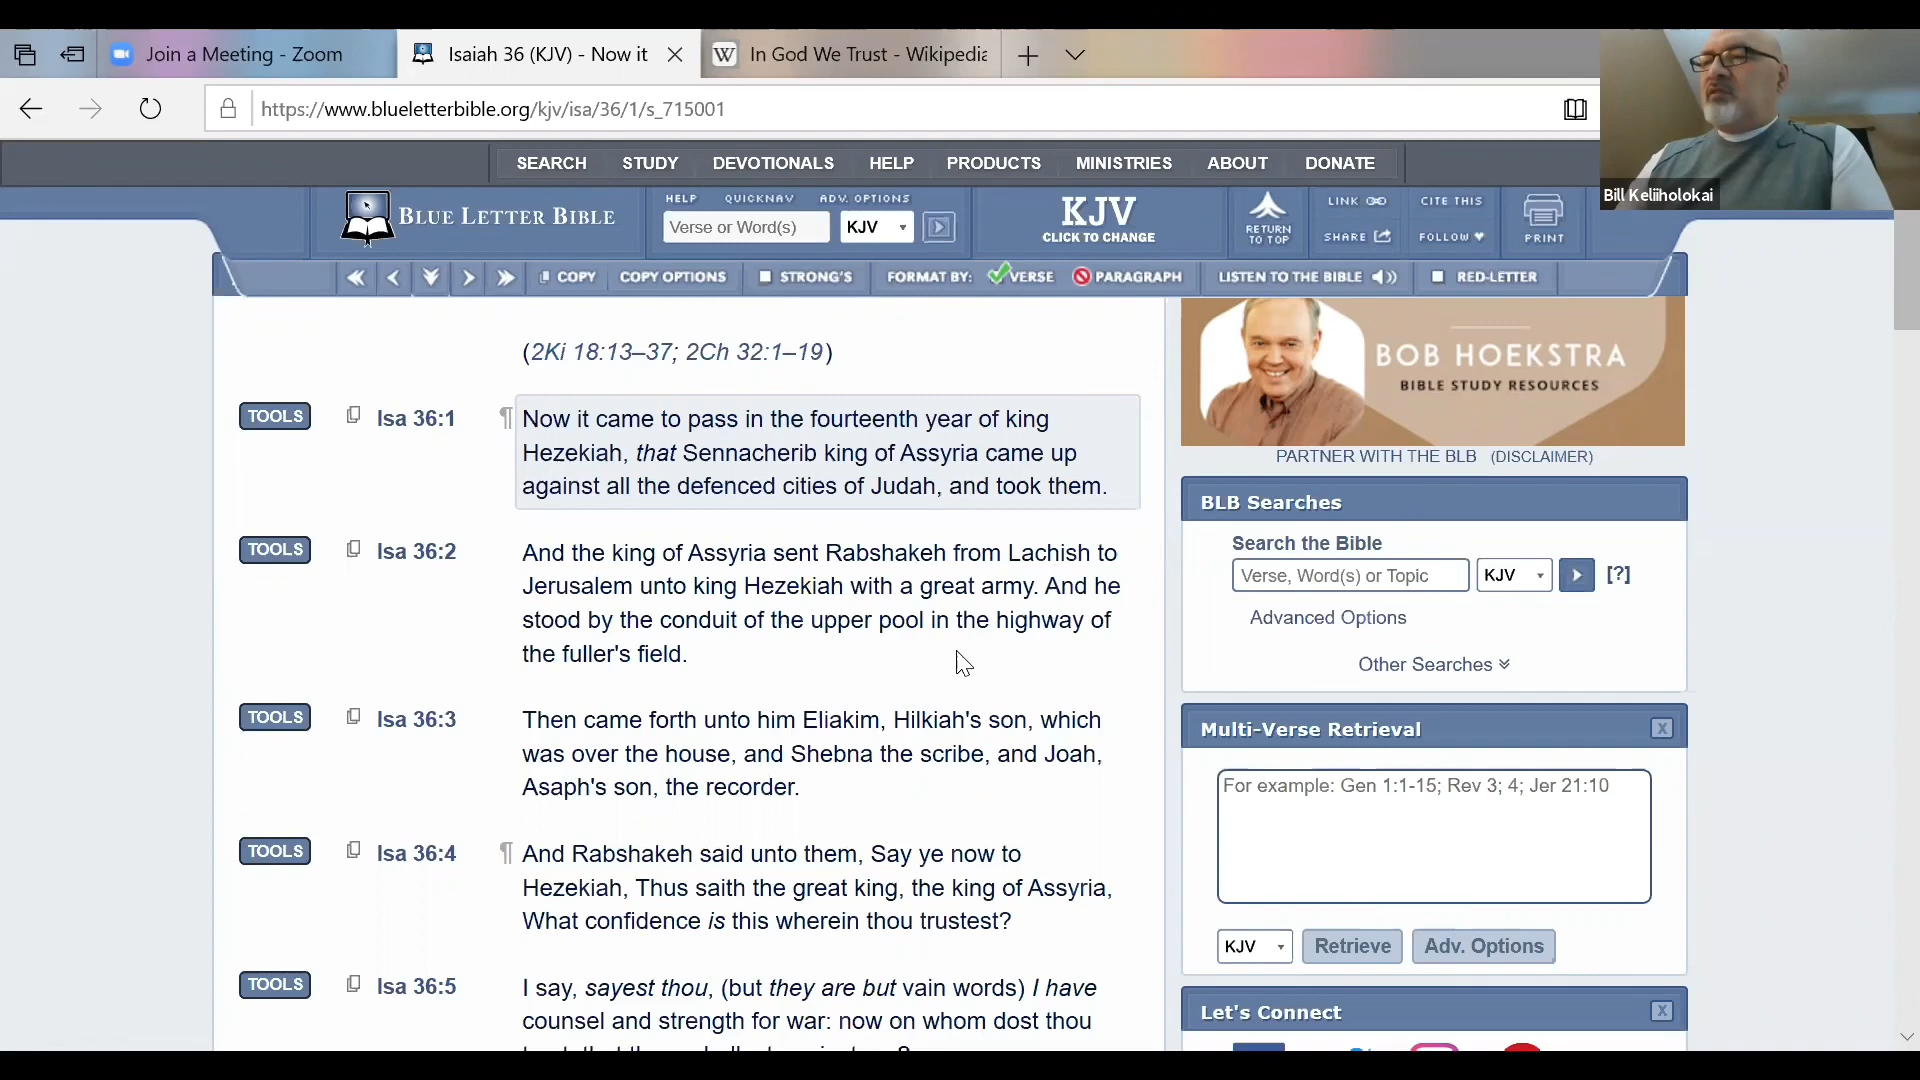 Join a Meeting - Zoom
Isaiah 36 (KJV) - Now it
In God We Trust - Wikipedia
https://www.blueletterbible.org/kjv/isa/36/1/s_715001
Bill Keliiholokai
SEARCH STUDY DEVOTIONALS HELP PRODUCTS MINISTRIES ABOUT DONATE
BLUE LETTER BIBLE
HELP QUICKNAV ADV. OPTIONS
Verse or Word(s) KJV
KJV
CLICK TO CHANGE
RETURN
TO TOP
LINK CITE THIS
SHARE FOLLOW
PRINT
COPY COPY OPTIONS STRONG'S FORMAT BY: VERSE PARAGRAPH LISTEN TO THE BIBLE RED-LETTER
(2Ki 18:13–37; 2Ch 32:1–19)
TOOLS Isa 36:1 ¶ Now it came to pass in the fourteenth year of king
Hezekiah, that Sennacherib king of Assyria came up
against all the defenced cities of Judah, and took them.
TOOLS Isa 36:2 And the king of Assyria sent Rabshakeh from Lachish to
Jerusalem unto king Hezekiah with a great army. And he
stood by the conduit of the upper pool in the highway of
the fuller's field.
TOOLS Isa 36:3 Then came forth unto him Eliakim, Hilkiah's son, which
was over the house, and Shebna the scribe, and Joah,
Asaph's son, the recorder.
TOOLS Isa 36:4 ¶ And Rabshakeh said unto them, Say ye now to
Hezekiah, Thus saith the great king, the king of Assyria,
What confidence is this wherein thou trustest?
TOOLS Isa 36:5 I say, sayest thou, (but they are but vain words) I have
counsel and strength for war: now on whom dost thou
BOB HOEKSTRA
BIBLE STUDY RESOURCES
PARTNER WITH THE BLB (DISCLAIMER)
BLB Searches
Search the Bible
Verse, Word(s) or Topic KJV [?]
Advanced Options
Other Searches
Multi-Verse Retrieval X
For example: Gen 1:1-15; Rev 3; 4; Jer 21:10
KJV Retrieve Adv. Options
Let's Connect X